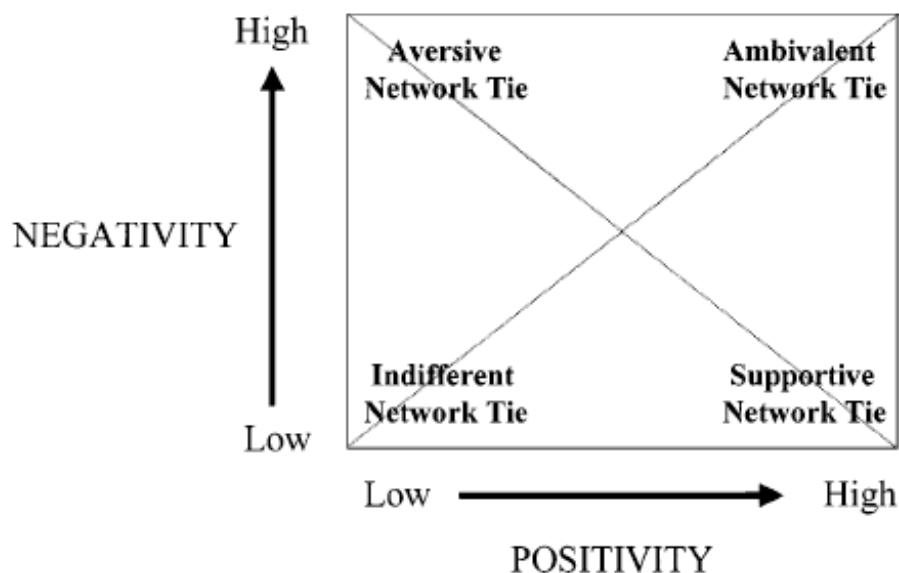 High
Aversive
Network Tie
Ambivalent
Network Tie
NEGATIVITY
Indifferent
Network Tie
Supportive
Network Tie
Low
Low
High
POSITIVITY